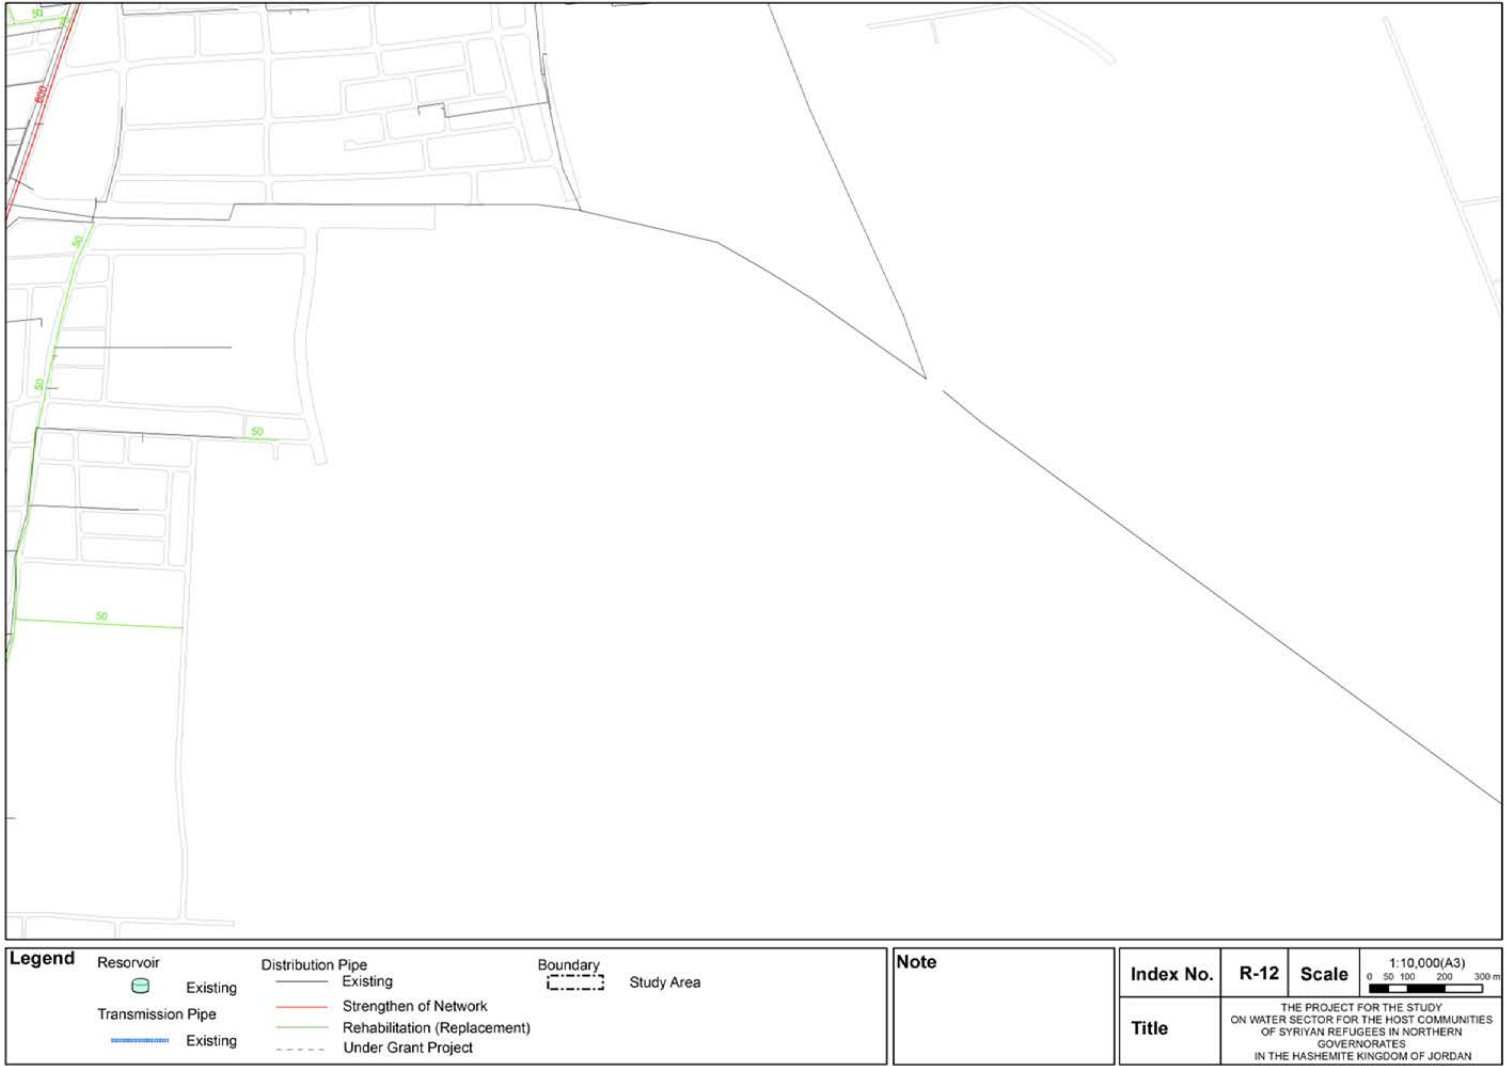 50
50
600
50
50
50
50
Legend
Resorvoir
Existing
Transmission Pipe
Existing
Distribution Pipe
Existing
Strengthen of Network
Rehabilitation (Replacement)
Under Grant Project
Boundary
Study Area
Note
Index No.
R-12
Scale
1:10,000(A3)
0 50 100 200 300 m
Title
THE PROJECT FOR THE STUDY
ON WATER SECTOR FOR THE HOST COMMUNITIES
OF SYRIYAN REFUGEES IN NORTHERN
GOVERNORATES
IN THE HASHEMITE KINGDOM OF JORDAN